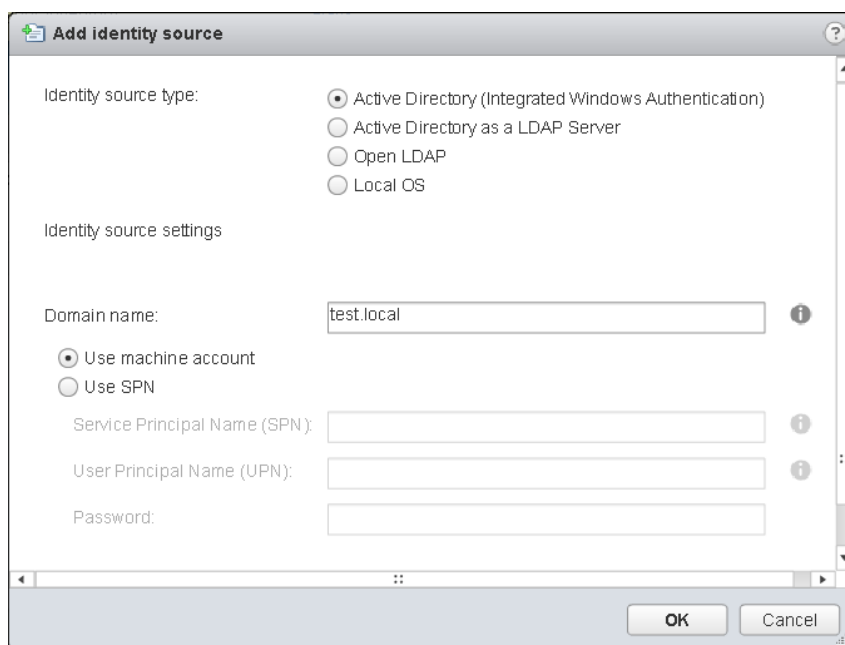 Add identity source
?
Identity source type:
Active Directory (Integrated Windows Authentication)
Active Directory as a LDAP Server
Open LDAP
Local OS
Identity source settings
Domain name:
test.local
Use machine account
Use SPN
Service Principal Name (SPN):
User Principal Name (UPN):
Password:
OK
Cancel